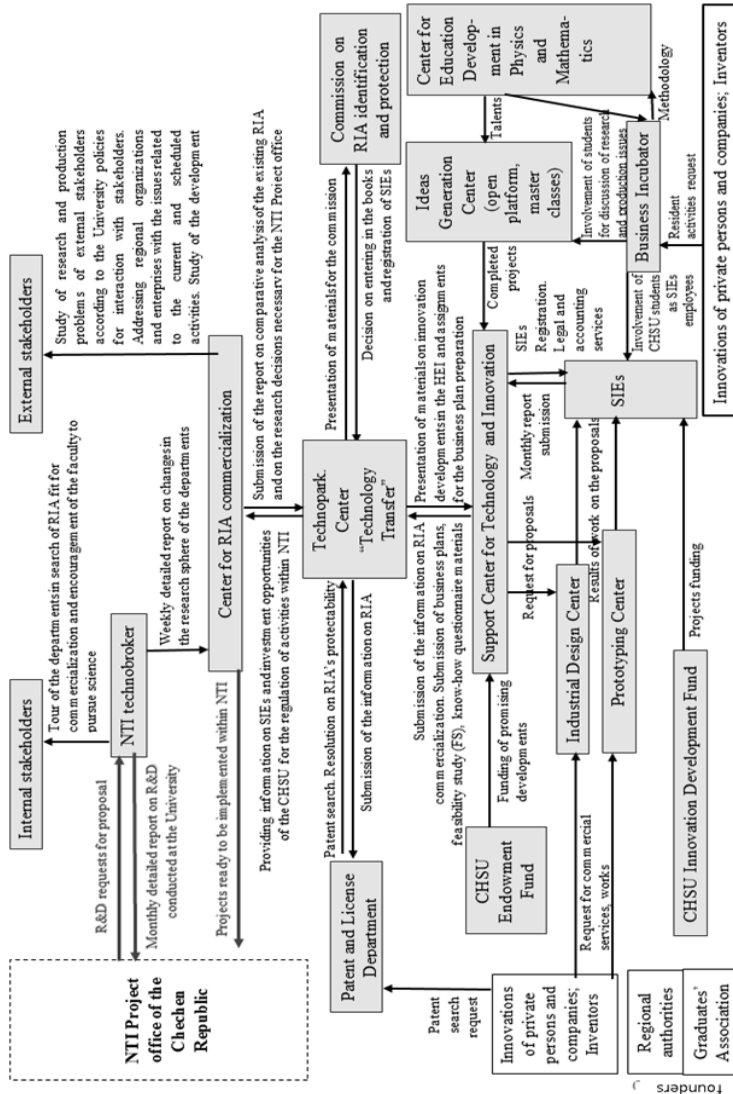 Internal stakeholders
External stakeholders
Tour of the departments in search of RIA fit for
commercialization and encouragement of the faculty to
pursue science
Study of research and production
problems of external stakeholders
according to the University policies
for interaction with stakeholders.
Addressing regional organizations
and enterprises with the issues related
to the current and scheduled
activities. Study of the development
NTI Project
office of the
Chechen
Republic
R&D requests for proposal
Monthly detailed report on R&D
conducted at the University
NTI technobroker
Weekly detailed report on changes in
the research sphere of the departments
Projects ready to be implemented within NTI
Center for RIA commercialization
Providing information on SIEs and investment opportunities
of the CHSU for the regulation of activities within NTI
Submission of the report on comparative analysis of the existing RIA
and on the research decisions necessary for the NTI Project office
Patent and License
Department
Patent search. Resolution on RIA's protectability
Submission of the information on RIA
Technopark.
Center
“Technology
Transfer”
Presentation of materials for the commission
Decision on entering in the books
and registration of SIEs
Commission on
RIA identification
and protection
Patent
search
request
Submission of the information on RIA
commercialization. Submission of business plans,
feasibility study (FS), know-how questionnaire materials
Presentation of materials on innovation
developments in the HEI and assignments
for the business plan preparation
CHSU
Endowment
Fund
Funding of promising
developments
Support Center for Technology and Innovation
Completed
projects
Ideas
Generation
Center
(open
platform,
master
classes)
Talents
Center for
Education
Develop-
ment in
Physics
and
Mathema-
tics
Innovations
of private
persons and
companies;
Inventors
Request for commercial
services, works
Request for proposals
Industrial Design Center
Prototyping Center
Results of work on the proposals
Monthly report
submission
SIEs
Registration.
Legal and
accounting
services
SIEs
Involvement of students
for discussion of research
and production issues
Involvement of
CHSU students
as SIEs
employees
Business Incubator
Methodology
Resident
activities request
founders
Regional
authorities
Graduates’
Association
CHSU Innovation Development Fund
Projects funding
Innovations of private persons and companies; Inventors